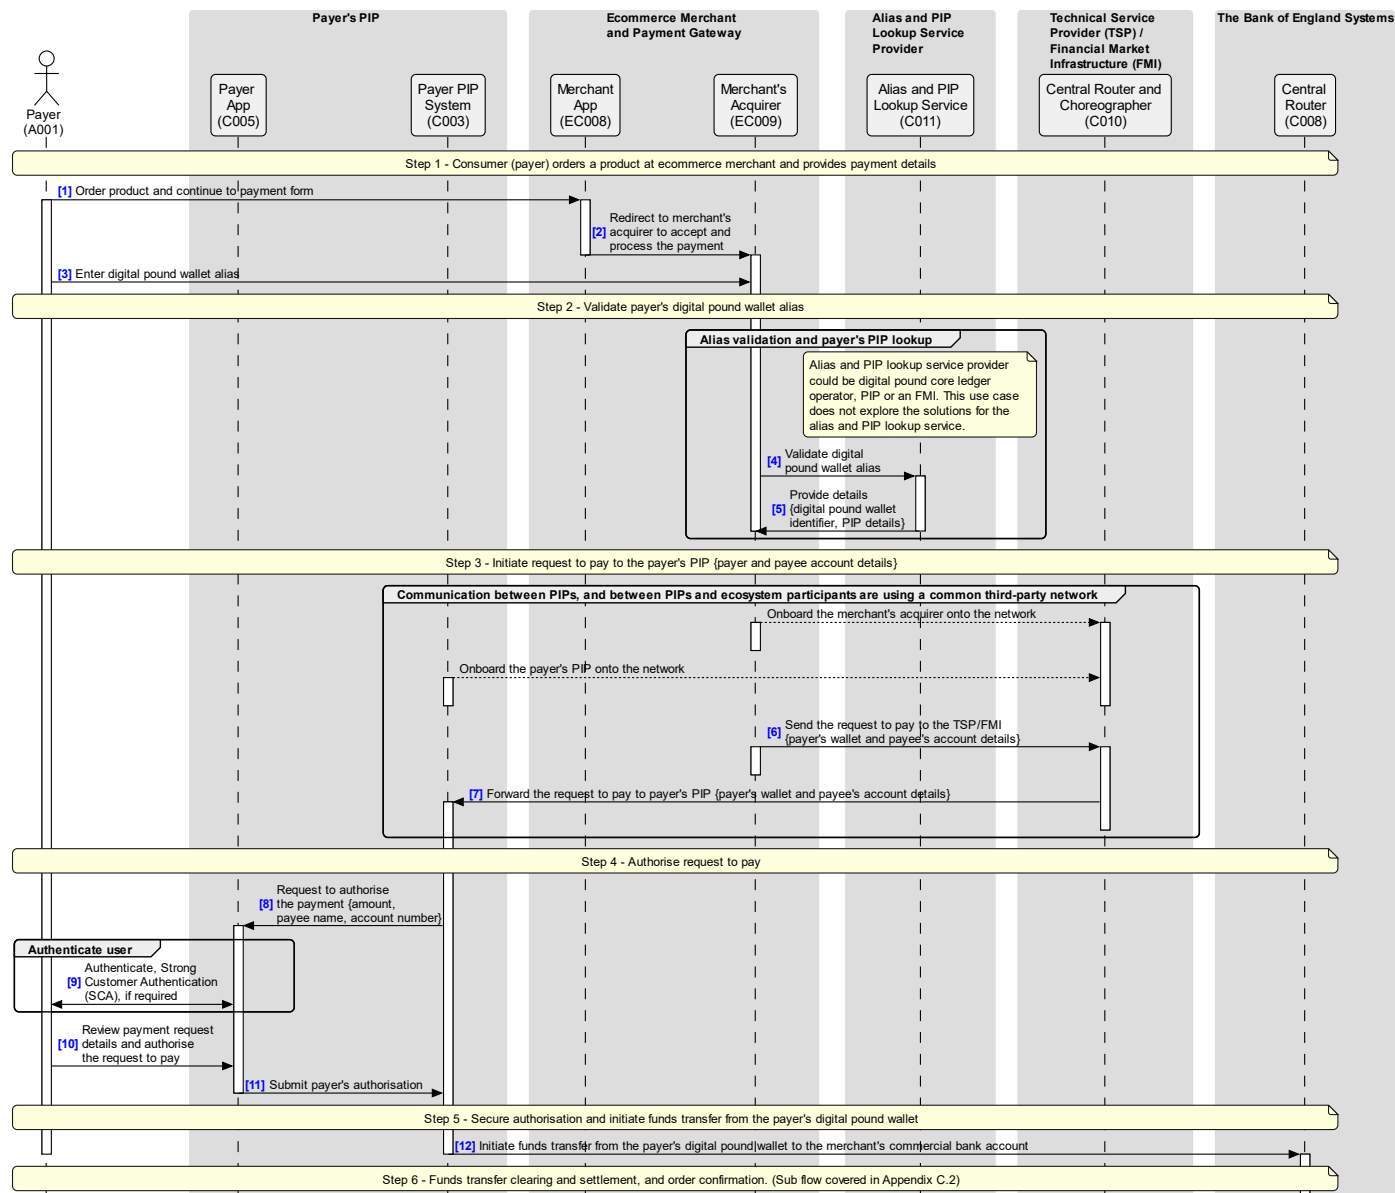 Payer's PIP
Ecommerce Merchant
and Payment Gateway
Alias and PIP
Lookup Service
Provider
Technical Service
Provider (TSP) /
Financial Market
Infrastructure (FMI)
The Bank of England Systems
Payer
(A001)
Payer
App
(C005)
Payer PIP
System
(C003)
Merchant
App
(EC008)
Merchant's
Acquirer
(EC009)
Alias and PIP
Lookup Service
(C011)
Central Router and
Choreographer
(C010)
Central
Router
(C008)
Step 1 - Consumer (payer) orders a product at ecommerce merchant and provides payment details
[1] Order product and continue to payment form
Redirect to merchant's
[2] acquirer to accept and
process the payment
[3] Enter digital pound wallet alias
Step 2 - Validate payer's digital pound wallet alias
Alias validation and payer's PIP lookup
Alias and PIP lookup service provider
could be digital pound core ledger
operator, PIP or an FMI. This use case
does not explore the solutions for the
alias and PIP lookup service.
[4] Validate digital
pound wallet alias
Provide details
[5] {digital pound wallet
identifier, PIP details}
Step 3 - Initiate request to pay to the payer's PIP {payer and payee account details}
Communication between PIPs, and between PIPs and ecosystem participants are using a common third-party network
Onboard the merchant's acquirer onto the network
Onboard the payer's PIP onto the network
[6] Send the request to pay to the TSP/FMI
{payer's wallet and payee's account details}
[7] Forward the request to pay to payer's PIP {payer's wallet and payee's account details}
Step 4 - Authorise request to pay
Request to authorise
[8] the payment {amount,
payee name, account number}
Authenticate user
Authenticate, Strong
[9] Customer Authentication
(SCA), if required
Review payment request
[10] details and authorise
the request to pay
[11] Submit payer's authorisation
Step 5 - Secure authorisation and initiate funds transfer from the payer's digital pound wallet
[12] Initiate funds transfer from the payer's digital pound wallet to the merchant's commercial bank account
Step 6 - Funds transfer clearing and settlement, and order confirmation. (Sub flow covered in Appendix C.2)